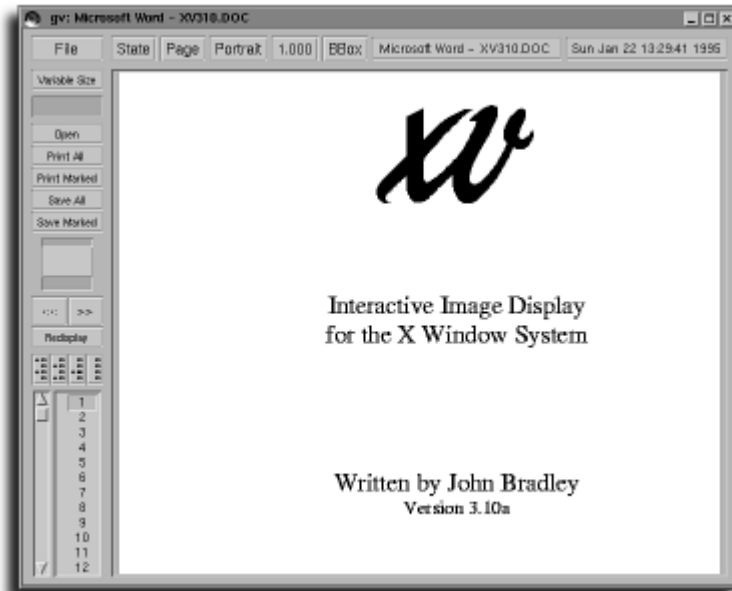 gv: Microsoft Word - XV310.DOC
File State Page Portrait 1.000 BBox Microsoft Word - XV310.DOC Sun Jan 22 13:29:41 1995
Variable Size
Open
Print All
Print Marked
Save All
Save Marked
<< >>
Redisplay
1
2
3
4
5
6
7
8
9
10
11
12
xv
Interactive Image Display
for the X Window System
Written by John Bradley
Version 3.10a